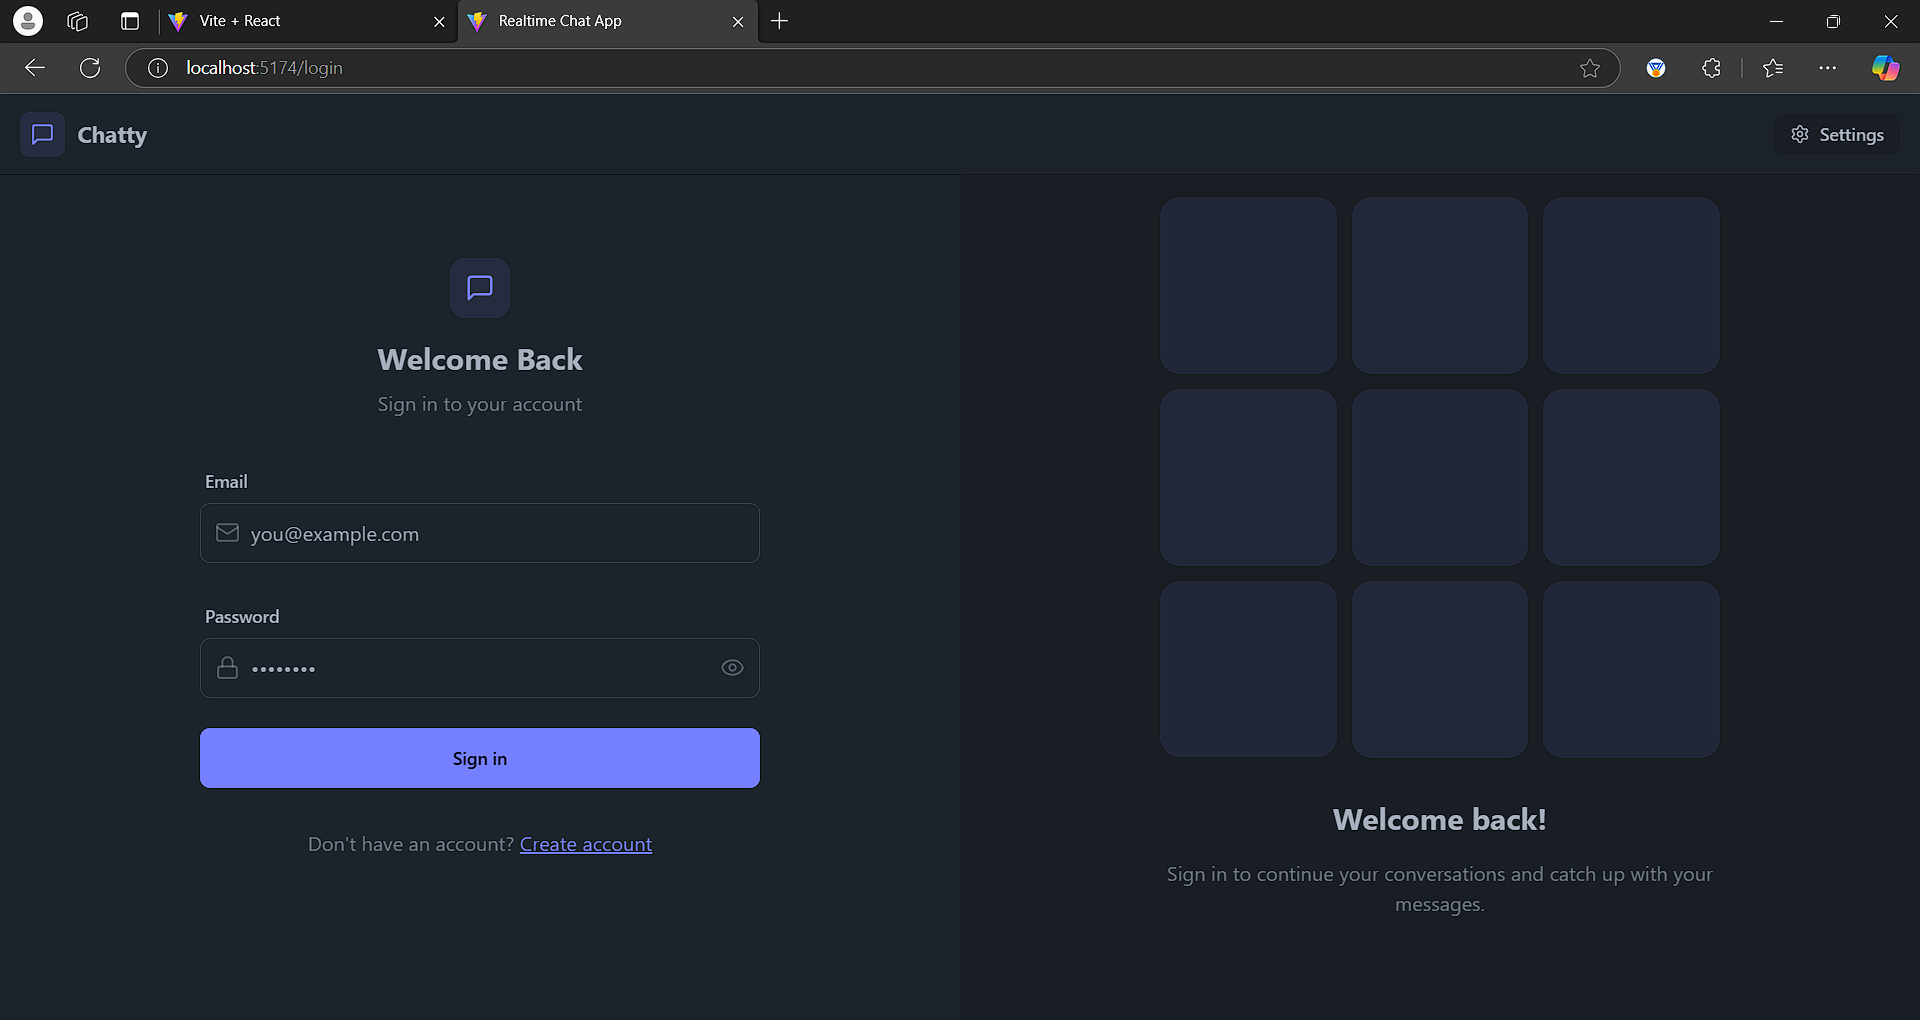 Vite + React
Realtime Chat App
localhost:5174/login
Chatty
Settings
Welcome Back
Sign in to your account
Email
you@example.com
Password
••••••••
Sign in
Don't have an account? Create account
Welcome back!
Sign in to continue your conversations and catch up with your
messages.